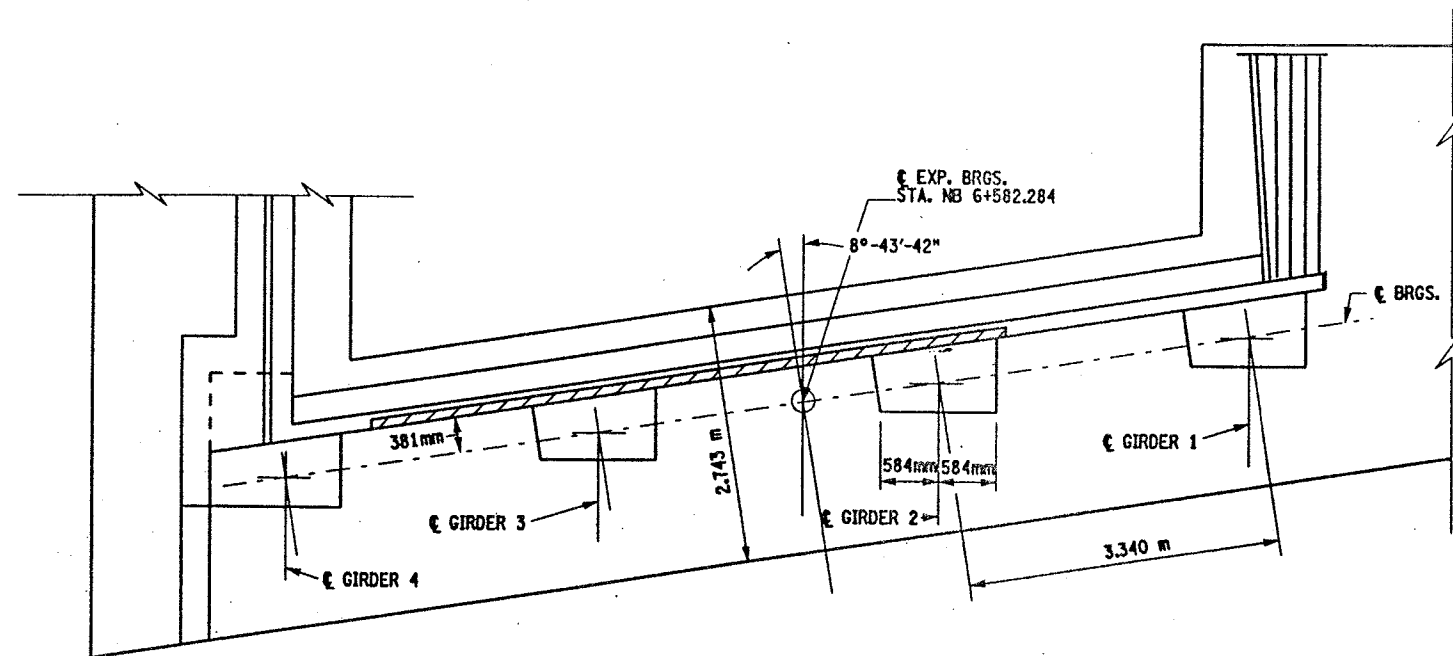 ℄ EXP. BRGS.
STA. NB 6+582.284
8°-43'-42"
℄ BRGS.
381mm
2.743 m
℄ GIRDER 1
584mm 584mm
℄ GIRDER 3
℄ GIRDER 2
3.340 m
℄ GIRDER 4